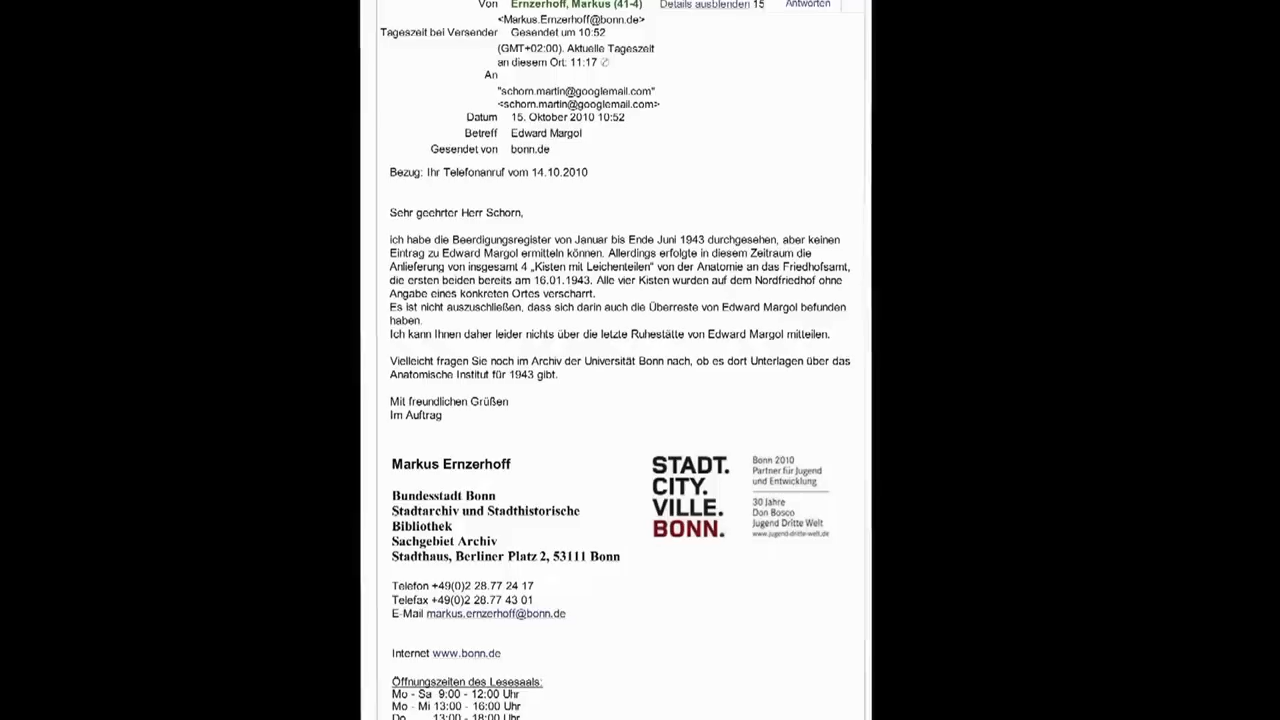 Von Ernzerhoff, Markus (41-4) Details ausblenden 15 Antworten
<Markus.Ernzerhoff@bonn.de>
Tageszeit bei Versender Gesendet um 10:52
(GMT+02:00). Aktuelle Tageszeit
an diesem Ort: 11:17 ✆
An
"schorn.martin@googlemail.com"
<schorn.martin@googlemail.com>
Datum 15. Oktober 2010 10:52
Betreff Edward Margol
Gesendet von bonn.de
Bezug: Ihr Telefonanruf vom 14.10.2010
Sehr geehrter Herr Schorn,
ich habe die Beerdigungsregister von Januar bis Ende Juni 1943 durchgesehen, aber keinen
Eintrag zu Edward Margol ermitteln können. Allerdings erfolgte in diesem Zeitraum die
Anlieferung von insgesamt 4 „Kisten mit Leichenteilen" von der Anatomie an das Friedhofsamt,
die ersten beiden bereits am 16.01.1943. Alle vier Kisten wurden auf dem Nordfriedhof ohne
Angabe eines konkreten Ortes verscharrt.
Es ist nicht auszuschließen, dass sich darin auch die Überreste von Edward Margol befunden
haben.
Ich kann Ihnen daher leider nichts über die letzte Ruhestätte von Edward Margol mitteilen.
Vielleicht fragen Sie noch im Archiv der Universität Bonn nach, ob es dort Unterlagen über das
Anatomische Institut für 1943 gibt.
Mit freundlichen Grüßen
Im Auftrag
Markus Ernzerhoff
Bundesstadt Bonn
Stadtarchiv und Stadthistorische
Bibliothek
Sachgebiet Archiv
Stadthaus, Berliner Platz 2, 53111 Bonn
STADT.
CITY.
VILLE.
BONN.
Bonn 2010
Partner für Jugend
und Entwicklung
30 Jahre
Don Bosco
Jugend Dritte Welt
www.jugend-dritte-welt.de
Telefon +49(0)2 28.77 24 17
Telefax +49(0)2 28.77 43 01
E-Mail markus.ernzerhoff@bonn.de
Internet www.bonn.de
Öffnungszeiten des Lesesaals:
Mo - Sa 9:00 - 12:00 Uhr
Mo - Mi 13:00 - 16:00 Uhr
Do 13:00 - 18:00 Uhr